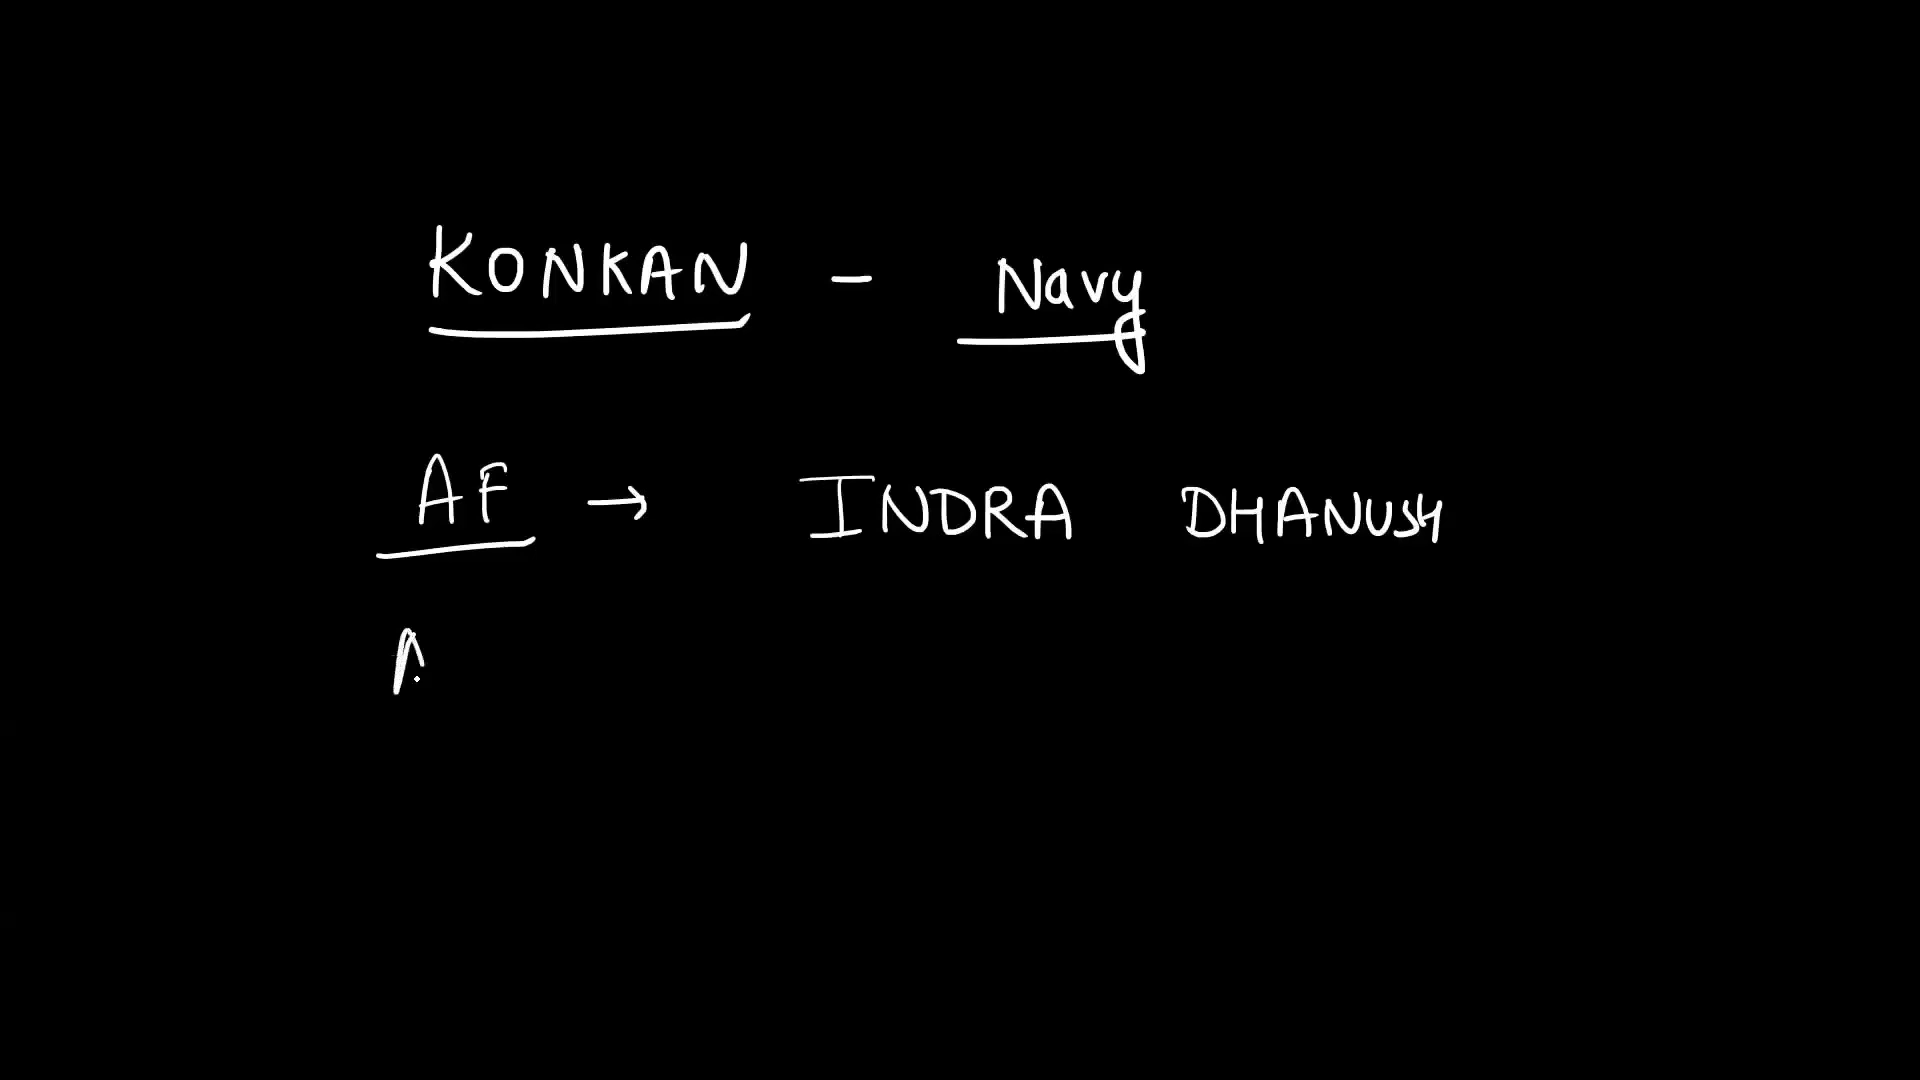 KONKAN - Navy
AF → INDRA DHANUSH